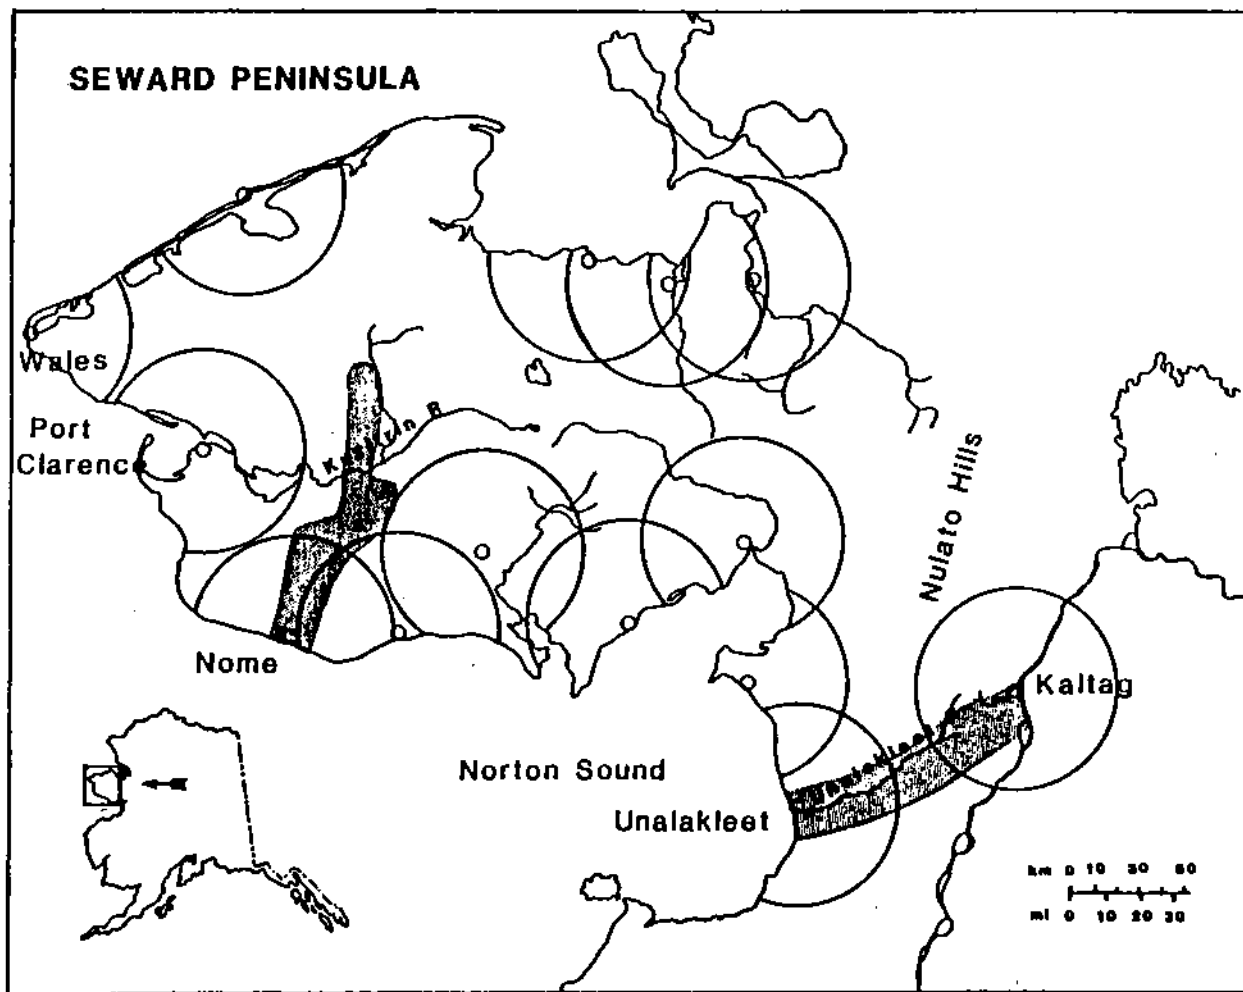 SEWARD PENINSULA
Wales
Port
Clarence
Nulato Hills
Nome
Kaltag
Norton Sound
Unalakleet
km 0 10 30 50
mi 0 10 20 30